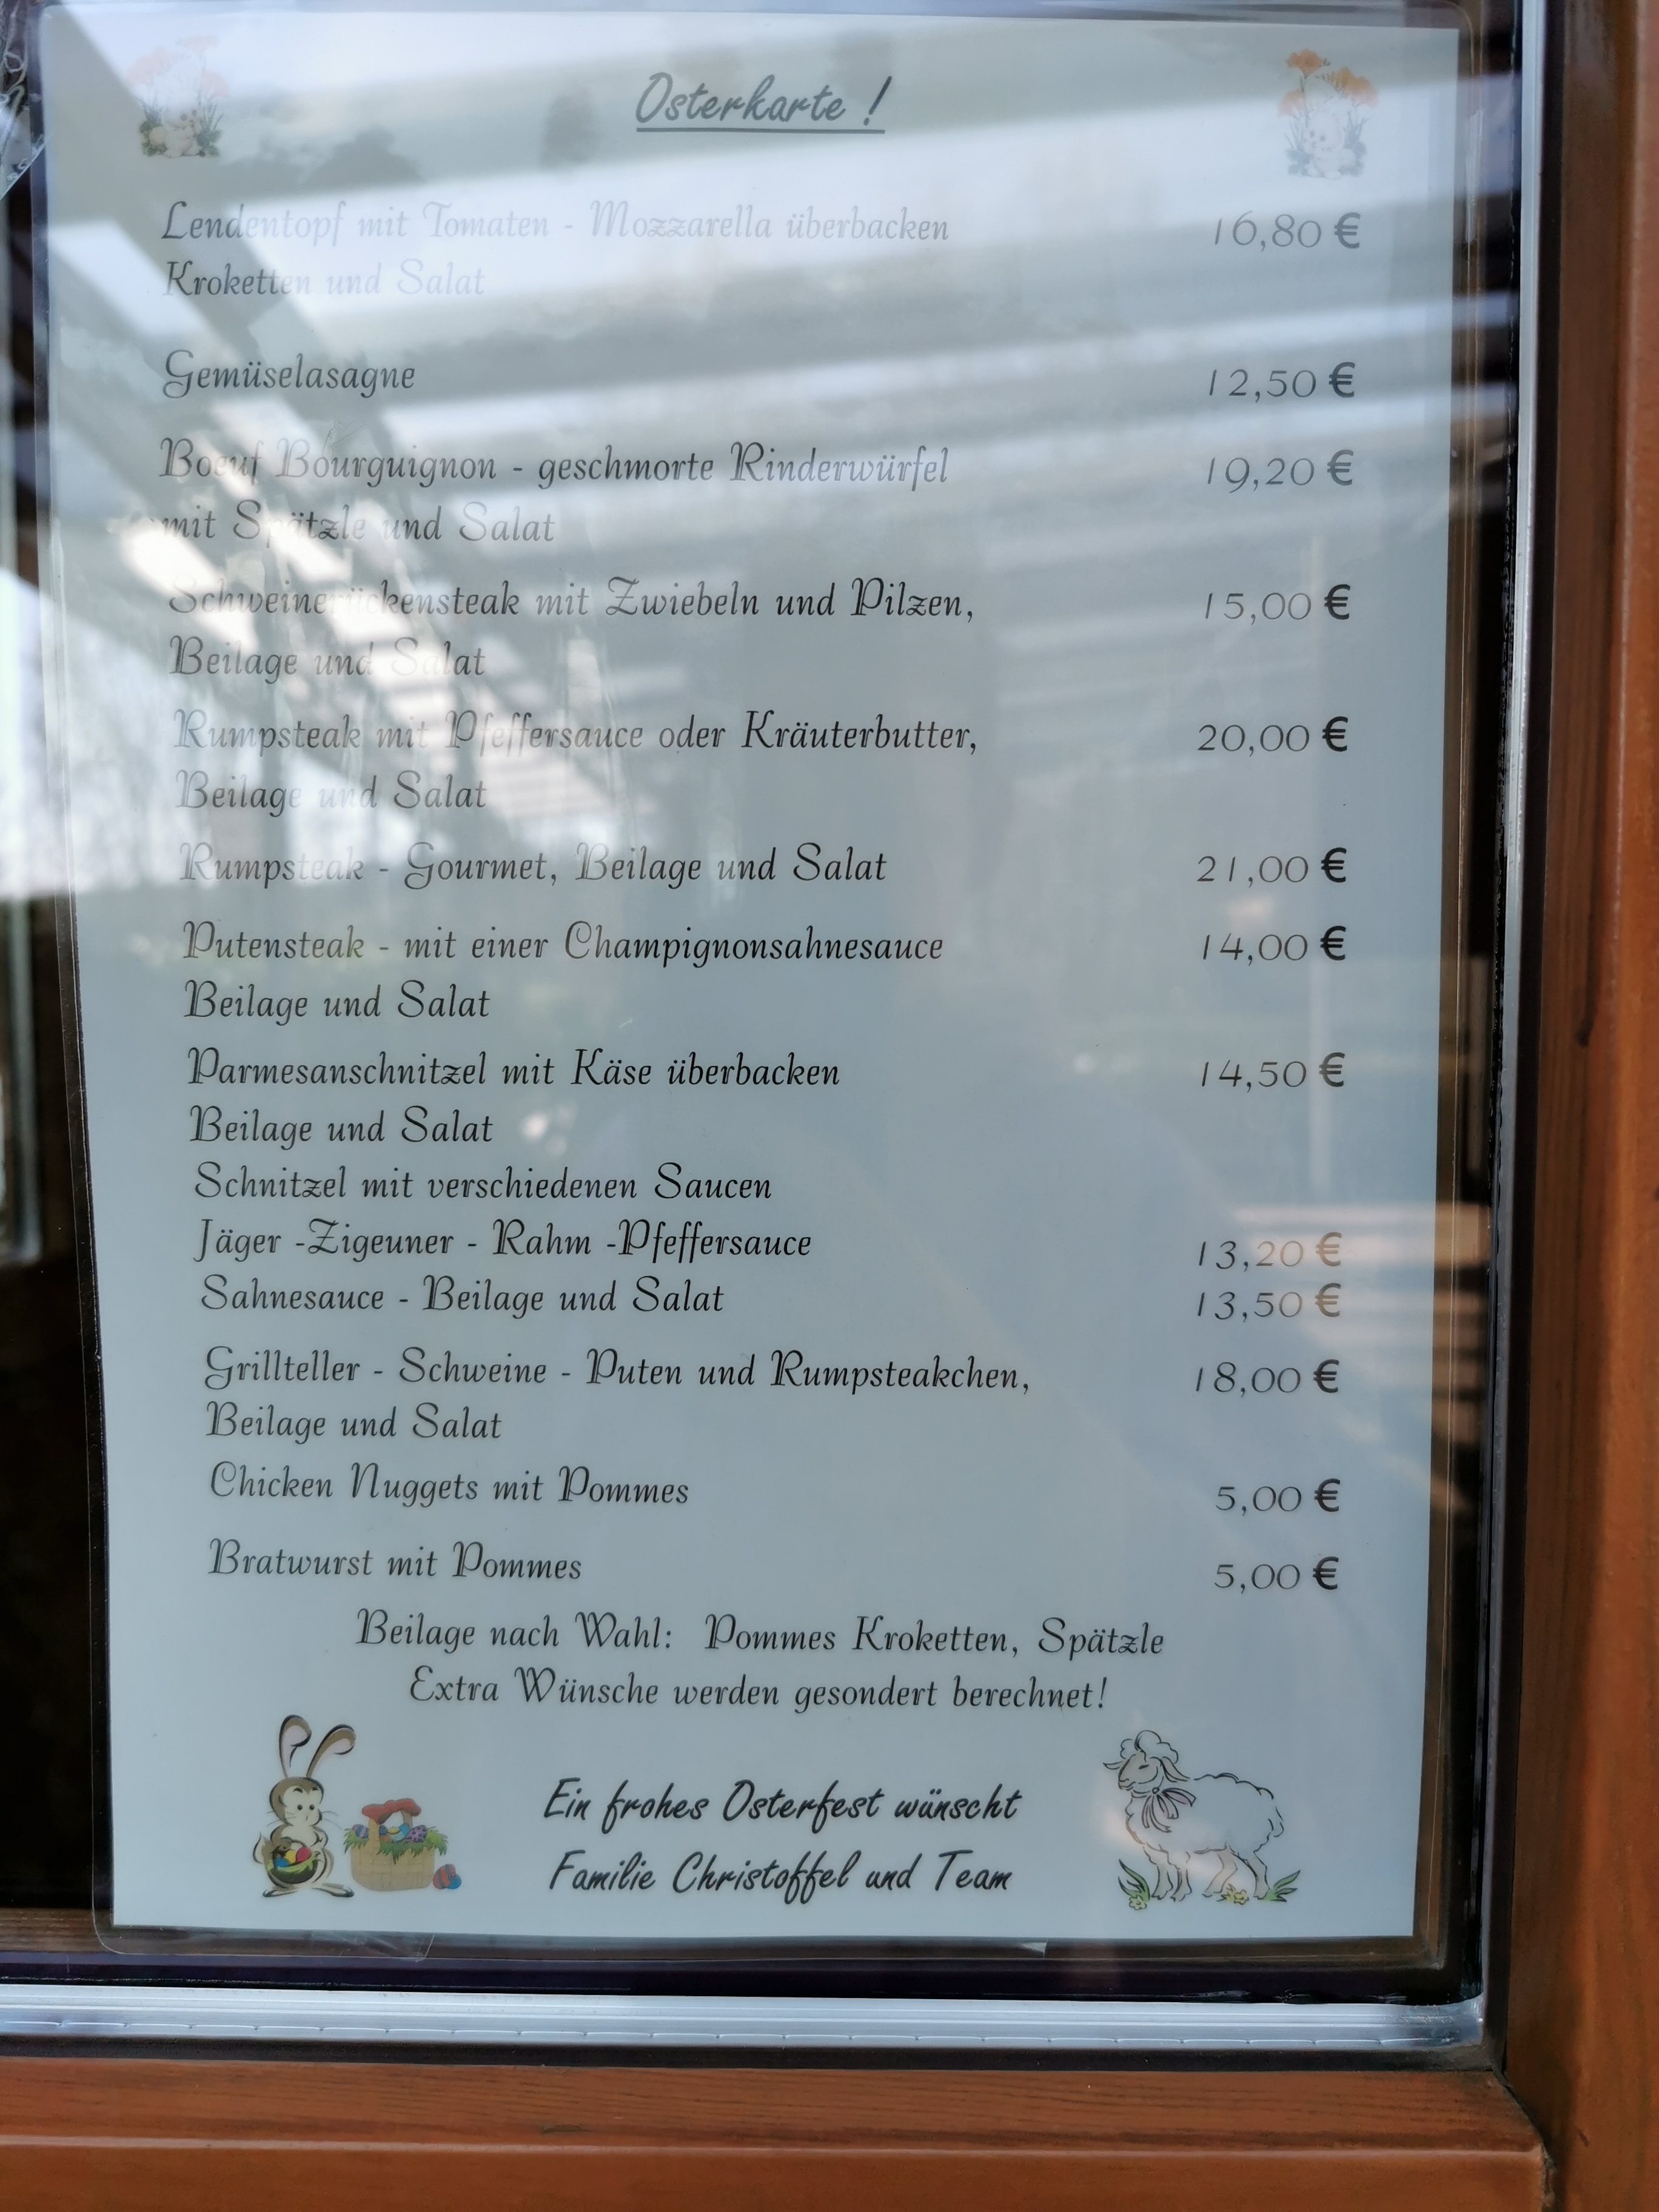 Osterkarte !
Lendentopf mit Tomaten - Mozzarella überbacken 16,80 €
Kroketten und Salat
Gemüselasagne 12,50 €
Boeuf Bourguignon - geschmorte Rinderwürfel 19,20 €
mit Spätzle und Salat
Schweinerückensteak mit Zwiebeln und Pilzen, 15,00 €
Beilage und Salat
Rumpsteak mit Pfeffersauce oder Kräuterbutter, 20,00 €
Beilage und Salat
Rumpsteak - Gourmet, Beilage und Salat 21,00 €
Putensteak - mit einer Champignonsahnesauce 14,00 €
Beilage und Salat
Parmesanschnitzel mit Käse überbacken 14,50 €
Beilage und Salat
Schnitzel mit verschiedenen Saucen
Jäger -Zigeuner - Rahm -Pfeffersauce 13,20 €
Sahnesauce - Beilage und Salat 13,50 €
Grillteller - Schweine - Puten und Rumpsteakchen, 18,00 €
Beilage und Salat
Chicken Nuggets mit Pommes 5,00 €
Bratwurst mit Pommes 5,00 €
Beilage nach Wahl: Pommes Kroketten, Spätzle
Extra Wünsche werden gesondert berechnet!
Ein frohes Osterfest wünscht
Familie Christoffel und Team